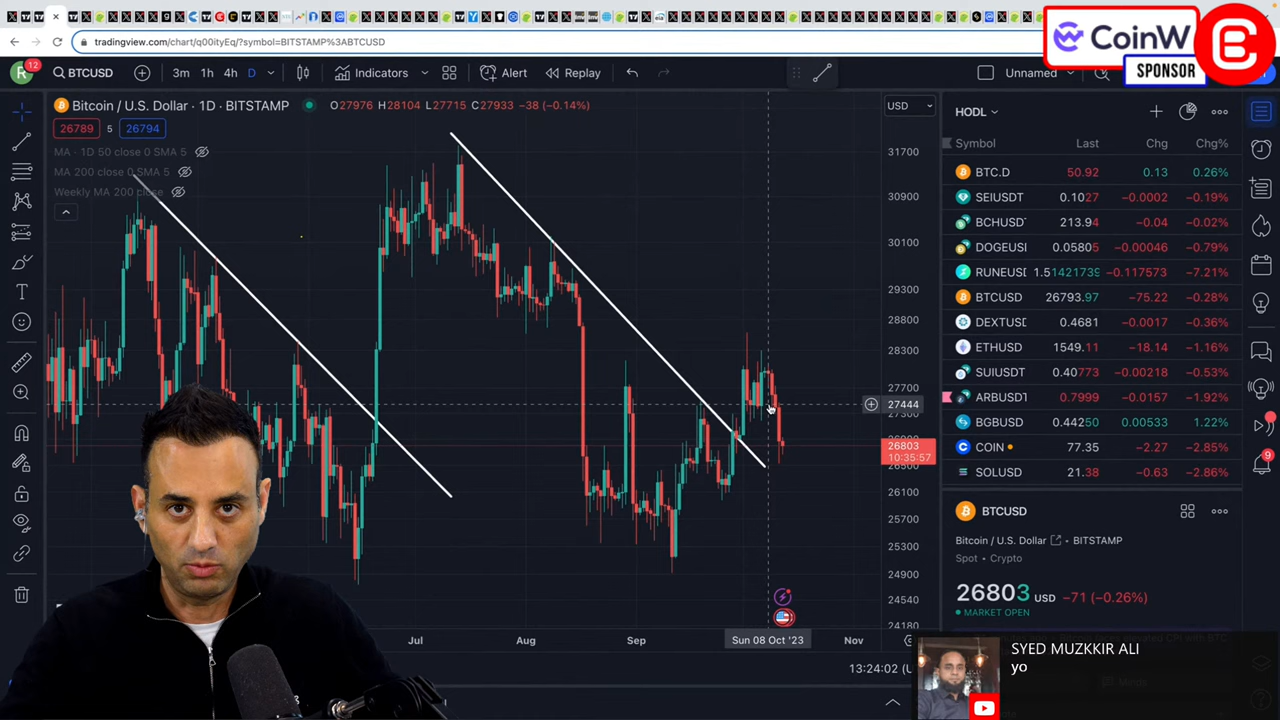 CoinW
SPONSOR
tradingview.com/chart/q00ityEq/?symbol=BITSTAMP%3ABTCUSD
R
12
BTCUSD
3m 1h 4h D
Indicators
Alert
Replay
Unnamed
Bitcoin / U.S. Dollar · 1D · BITSTAMP
O27976 H28104 L27715 C27933 −38 (−0.14%)
USD
26789 5 26794
MA · 1D 50 close 0 SMA 5
MA 200 close 0 SMA 5
Weekly MA 200 close
31700
30900
30100
29300
28800
28300
27700
27444
26803
10:35:57
26500
26100
25700
25300
24900
24540
24180
Jul
Aug
Sep
Sun 08 Oct '23
Nov
13:24:02
HODL
Symbol Last Chg Chg%
BTC.D 50.92 0.13 0.26%
SEIUSDT 0.1027 −0.0002 −0.19%
BCHUSDT 213.94 −0.04 −0.02%
DOGEUSI 0.05805 −0.00046 −0.79%
RUNEUSD 1.51421739 −0.117573 −7.21%
BTCUSD 26793.97 −75.22 −0.28%
DEXTUSD 0.4681 −0.0017 −0.36%
ETHUSD 1549.11 −18.14 −1.16%
SUIUSDT 0.40773 −0.0028 −0.53%
ARBUSDT 0.7999 −0.0157 −1.92%
BGBUSD 0.44250 0.00533 1.22%
COIN 77.35 −2.27 −2.85%
SOLUSD 21.38 −0.63 −2.86%
BTCUSD
Bitcoin / U.S. Dollar · BITSTAMP
Spot · Crypto
26803 USD −71 (−0.26%)
MARKET OPEN
9
SYED MUZKKIR ALI
yo